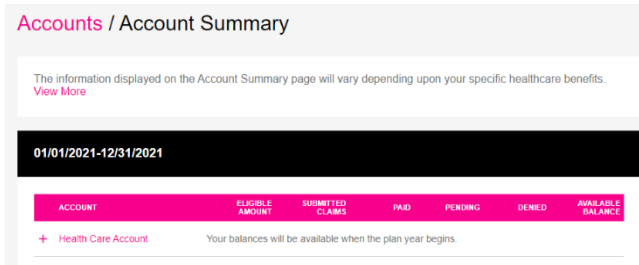 Accounts / Account Summary
The information displayed on the Account Summary page will vary depending upon your specific healthcare benefits.
View More
01/01/2021-12/31/2021
ACCOUNT ELIGIBLE AMOUNT SUBMITTED CLAIMS PAID PENDING DENIED AVAILABLE BALANCE
+ Health Care Account Your balances will be available when the plan year begins.